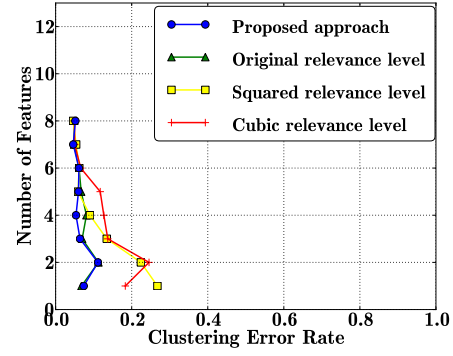 Proposed approach
Original relevance level
Squared relevance level
Cubic relevance level
Number of Features
12
10
8
6
4
2
0
0.0
0.2
0.4
0.6
0.8
1.0
Clustering Error Rate